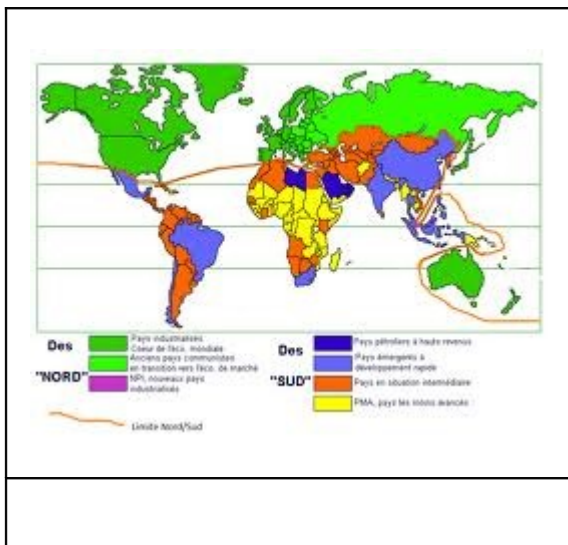 Des
"NORD"
Pays industrialisés
Coeur de l'éco. mondiale
Anciens pays communistes
en transition vers l'éco. de marché
NPI, nouveaux pays
industrialisés
Limite Nord/Sud
Des
"SUD"
Pays pétroliers à haute revenus
Pays émergents à
développement rapide
Pays en situation intermédiaire
PMA, pays les moins avancés